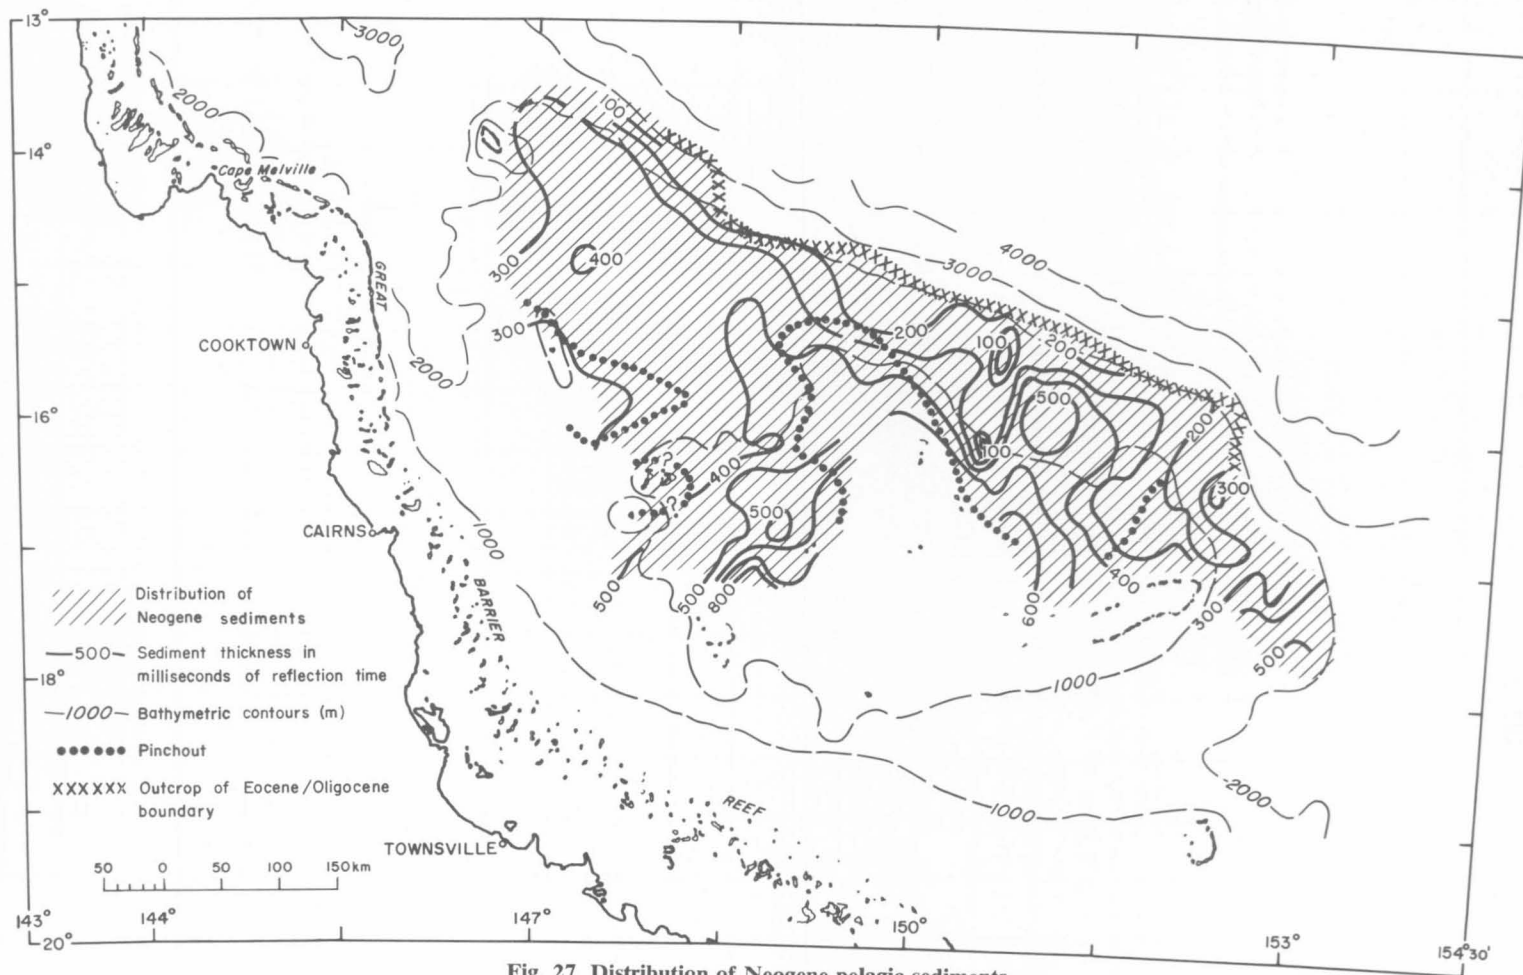 13°
3000
2000
100
14°
Cape Melville
4000
3000
400
300
GREAT
300
200
200
100
COOKTOWN
2000
500
16°
200
100
?
400
?
300
500
CAIRNS
1000
400
500
500
800
600
300
BARRIER
Distribution of
Neogene sediments
500 Sediment thickness in
milliseconds of reflection time
500
18°
1000
1000 Bathymetric contours (m)
Pinchout
XXXXXX Outcrop of Eocene/Oligocene
boundary
2000
REEF
1000
TOWNSVILLE
50 0 50 100 150km
143° 144° 147° 150° 153° 154°30'
20°
Fig. 27 Distribution of Neogene pelagic sediments